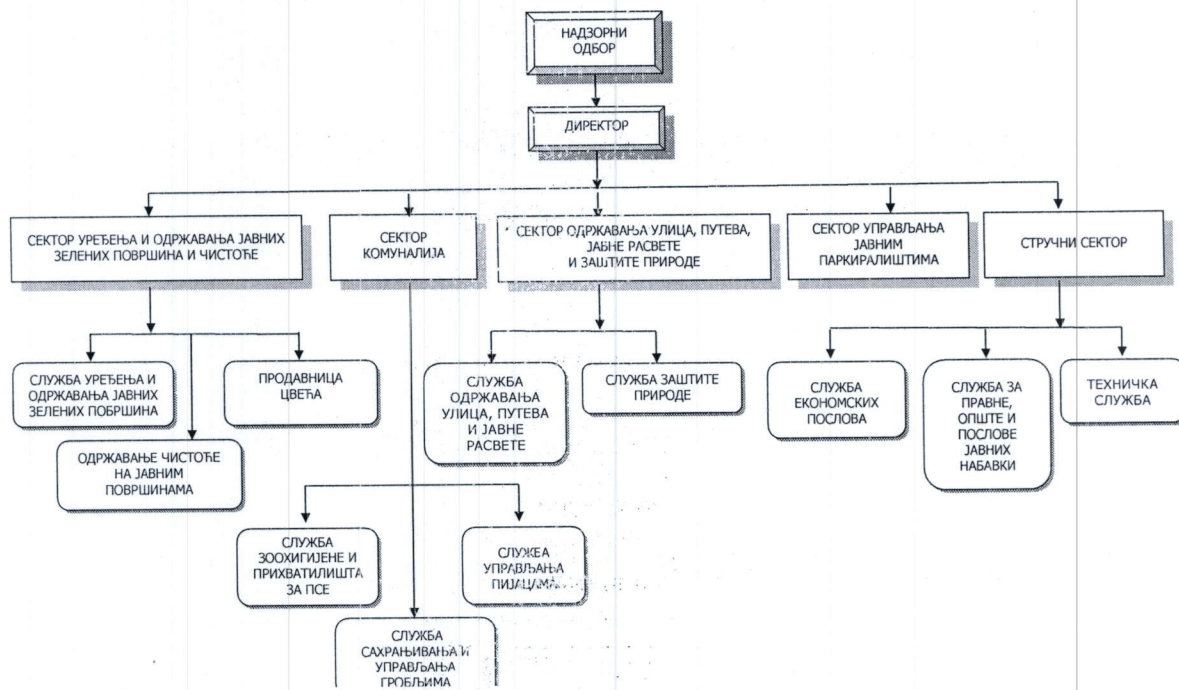 НАДЗОРНИ
ОДБОР
ДИРЕКТОР
СЕКТОР УРЕЂЕЊА И ОДРЖАВАЊА ЈАВНИХ
ЗЕЛЕНИХ ПОВРШИНА И ЧИСТОЋЕ
СЕКТОР
КОМУНАЛИЈА
СЕКТОР ОДРЖАВАЊА УЛИЦА, ПУТЕВА,
ЈАВНЕ РАСВЕТЕ
И ЗАШТИТЕ ПРИРОДЕ
СЕКТОР УПРАВЉАЊА
ЈАВНИМ
ПАРКИРАЛИШТИМА
СТРУЧНИ СЕКТОР
СЛУЖБА УРЕЂЕЊА И
ОДРЖАВАЊА ЈАВНИХ
ЗЕЛЕНИХ ПОВРШИНА
ПРОДАВНИЦА
ЦВЕЋА
ОДРЖАВАЊЕ ЧИСТОЋЕ
НА ЈАВНИМ
ПОВРШИНАМА
СЛУЖБА
ОДРЖАВАЊА
УЛИЦА, ПУТЕВА
И ЈАВНЕ
РАСВЕТЕ
СЛУЖБА ЗАШТИТЕ
ПРИРОДЕ
СЛУЖБА
ЕКОНОМСКИХ
ПОСЛОВА
СЛУЖБА ЗА
ПРАВНЕ,
ОПШТЕ И
ПОСЛОВЕ
ЈАВНИХ
НАБАВКИ
ТЕХНИЧКА
СЛУЖБА
СЛУЖБА
ЗООХИГИЈЕНЕ И
ПРИХВАТИЛИШТА
ЗА ПСЕ
СЛУЖБА
УПРАВЉАЊА
ПИЈАЦАМА
СЛУЖБА
САХРАЊИВАЊА И
УПРАВЉАЊА
ГРОБЉИМА